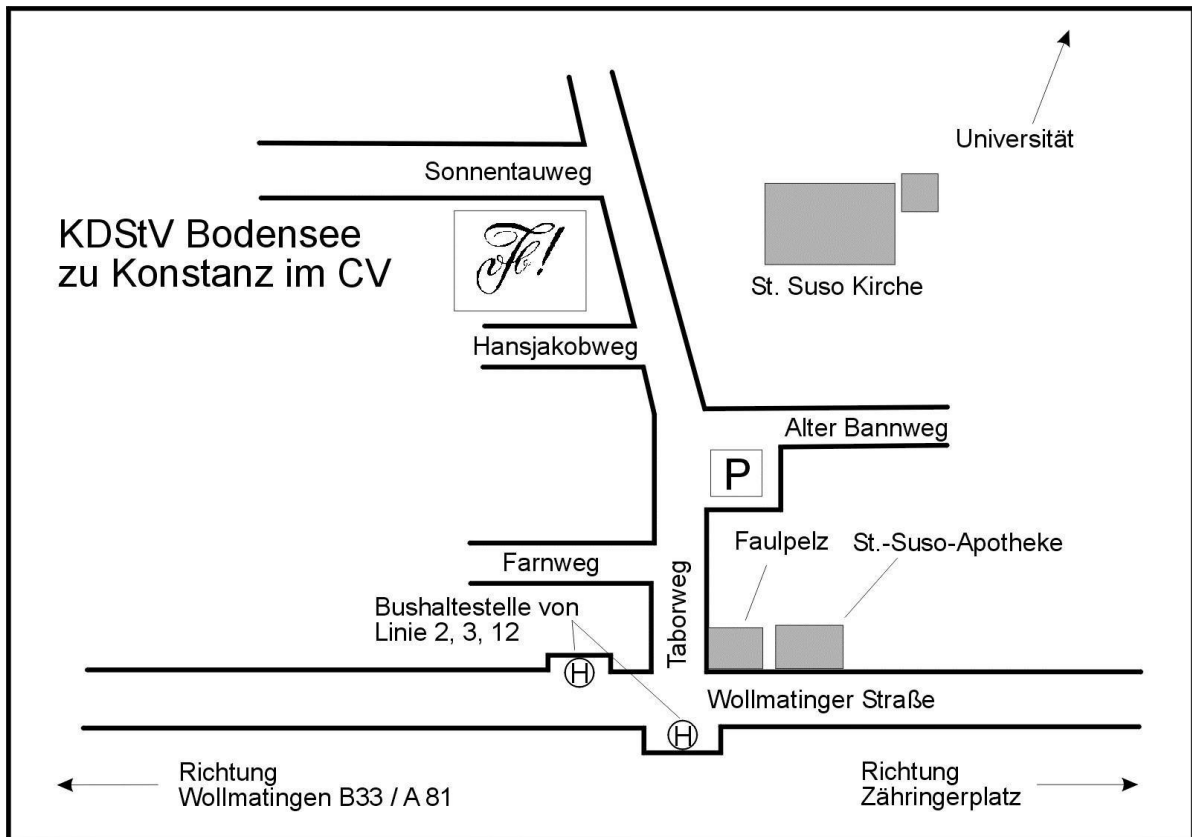 Universität
Sonnentauweg
KDStV Bodensee
zu Konstanz im CV
vfb!
St. Suso Kirche
Hansjakobweg
Alter Bannweg
P
Farnweg
Faulpelz
St.-Suso-Apotheke
Taborweg
Bushaltestelle von
Linie 2, 3, 12
H
Wollmatinger Straße
H
Richtung
Wollmatingen B33 / A 81
Richtung
Zähringerplatz